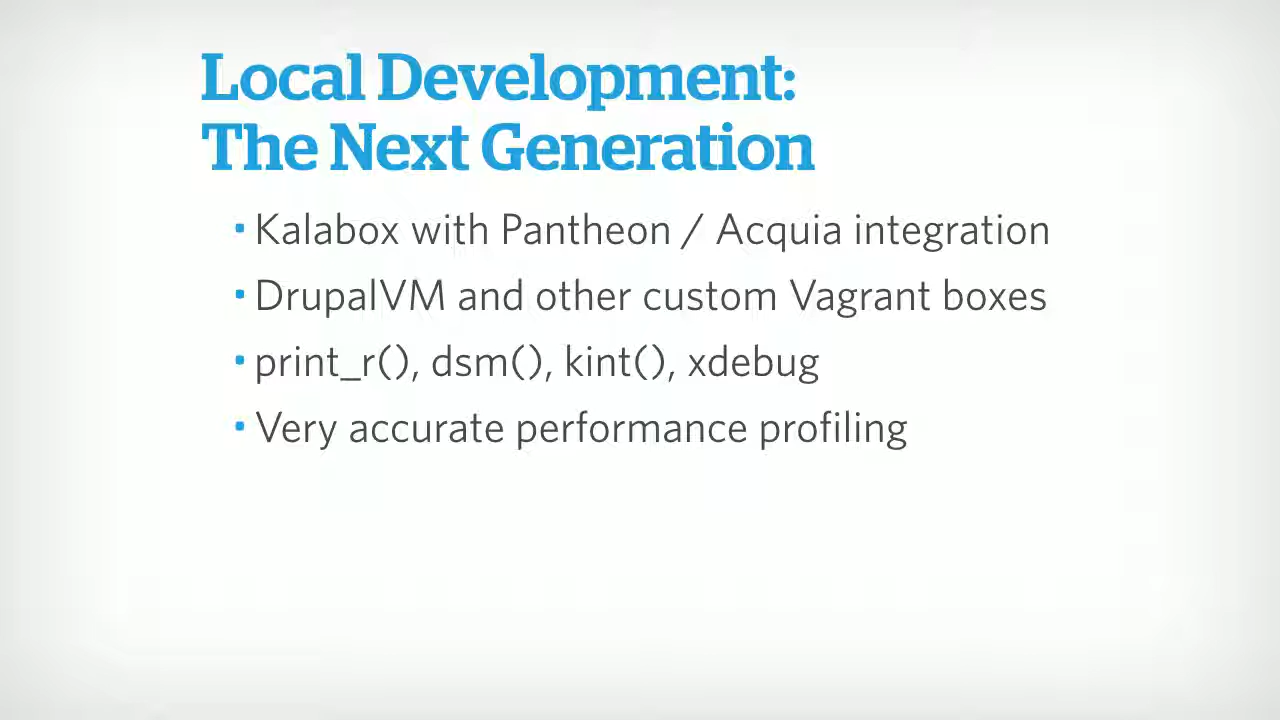 Local Development:
The Next Generation
• Kalabox with Pantheon / Acquia integration
• DrupalVM and other custom Vagrant boxes
• print_r(), dsm(), kint(), xdebug
• Very accurate performance profiling